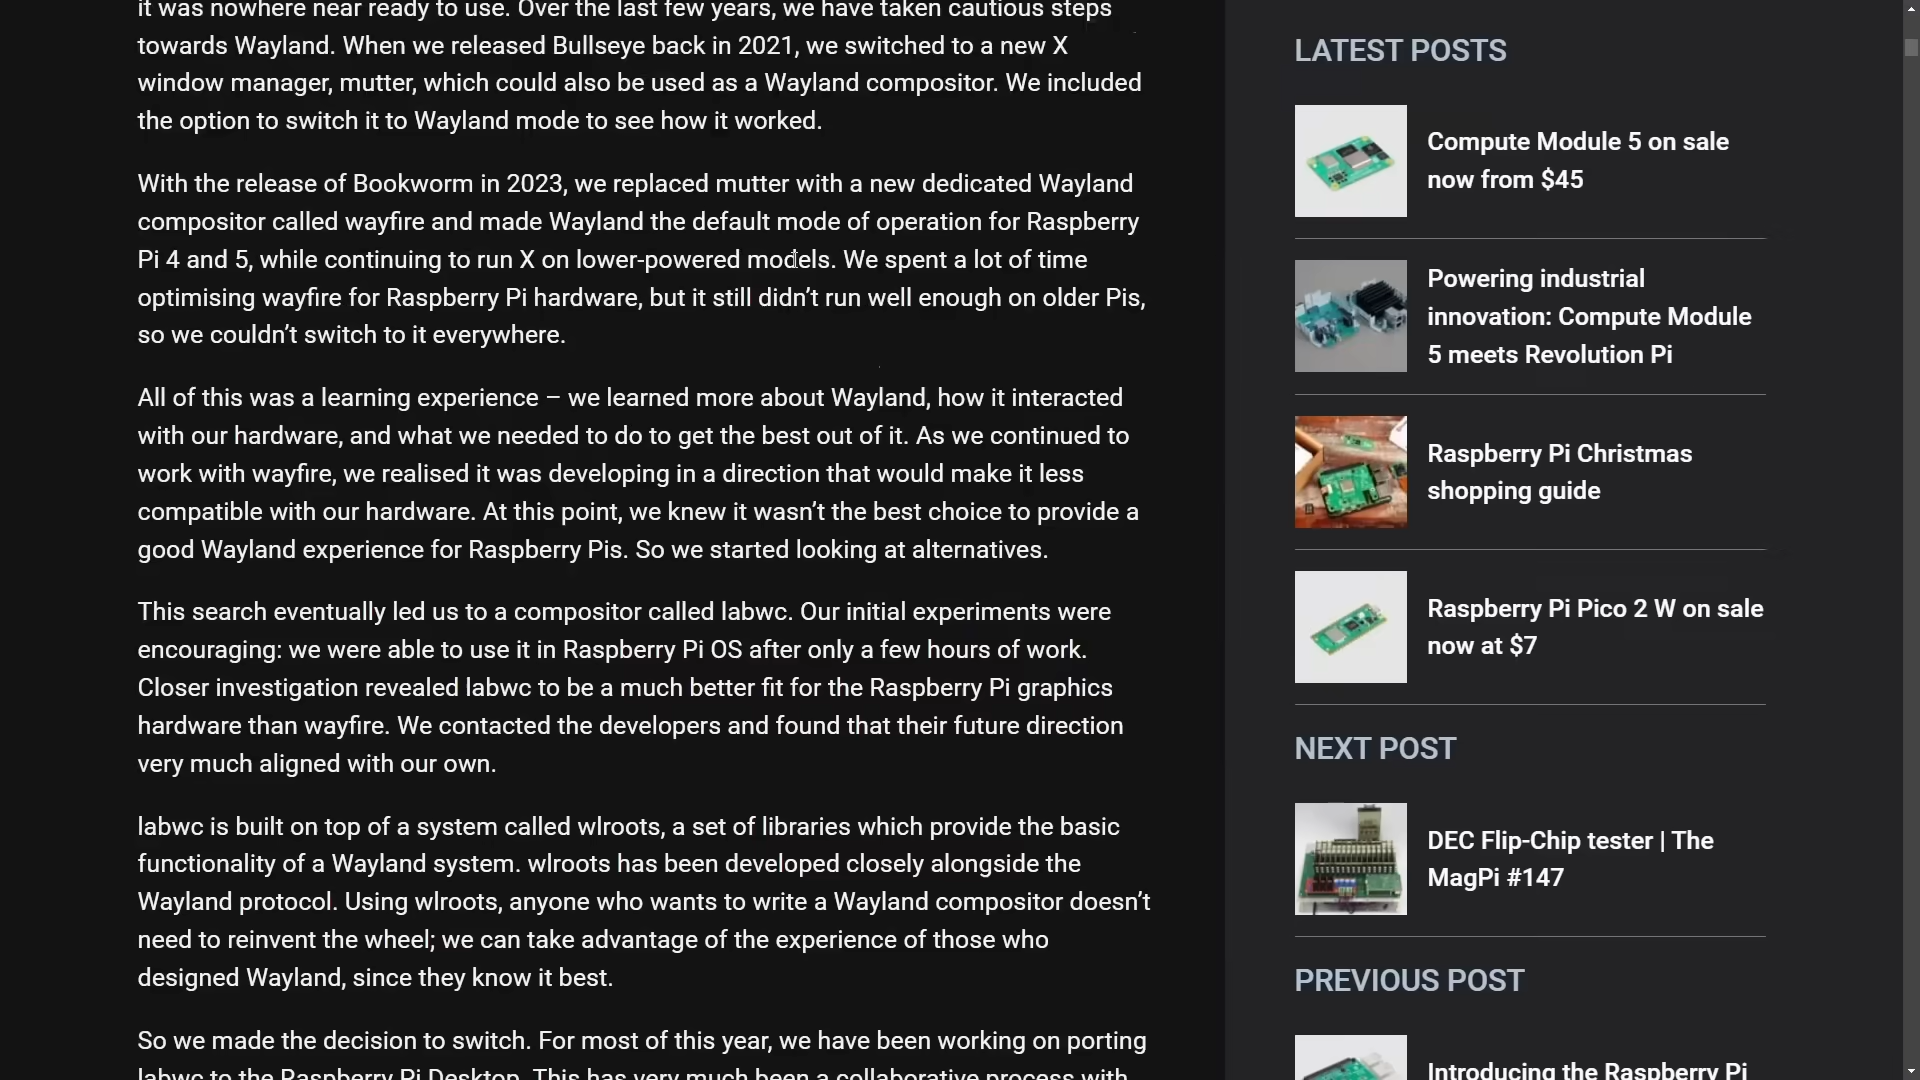 it was nowhere near ready to use. Over the last few years, we have taken cautious steps
towards Wayland. When we released Bullseye back in 2021, we switched to a new X
window manager, mutter, which could also be used as a Wayland compositor. We included
the option to switch it to Wayland mode to see how it worked.
With the release of Bookworm in 2023, we replaced mutter with a new dedicated Wayland
compositor called wayfire and made Wayland the default mode of operation for Raspberry
Pi 4 and 5, while continuing to run X on lower-powered models. We spent a lot of time
optimising wayfire for Raspberry Pi hardware, but it still didn’t run well enough on older Pis,
so we couldn’t switch to it everywhere.
All of this was a learning experience – we learned more about Wayland, how it interacted
with our hardware, and what we needed to do to get the best out of it. As we continued to
work with wayfire, we realised it was developing in a direction that would make it less
compatible with our hardware. At this point, we knew it wasn’t the best choice to provide a
good Wayland experience for Raspberry Pis. So we started looking at alternatives.
This search eventually led us to a compositor called labwc. Our initial experiments were
encouraging: we were able to use it in Raspberry Pi OS after only a few hours of work.
Closer investigation revealed labwc to be a much better fit for the Raspberry Pi graphics
hardware than wayfire. We contacted the developers and found that their future direction
very much aligned with our own.
labwc is built on top of a system called wlroots, a set of libraries which provide the basic
functionality of a Wayland system. wlroots has been developed closely alongside the
Wayland protocol. Using wlroots, anyone who wants to write a Wayland compositor doesn’t
need to reinvent the wheel; we can take advantage of the experience of those who
designed Wayland, since they know it best.
So we made the decision to switch. For most of this year, we have been working on porting
labwc to the Raspberry Pi Desktop. This has very much been a collaborative process with
LATEST POSTS
Compute Module 5 on sale
now from $45
Powering industrial
innovation: Compute Module
5 meets Revolution Pi
Raspberry Pi Christmas
shopping guide
Raspberry Pi Pico 2 W on sale
now at $7
NEXT POST
DEC Flip-Chip tester | The
MagPi #147
PREVIOUS POST
Introducing the Raspberry Pi